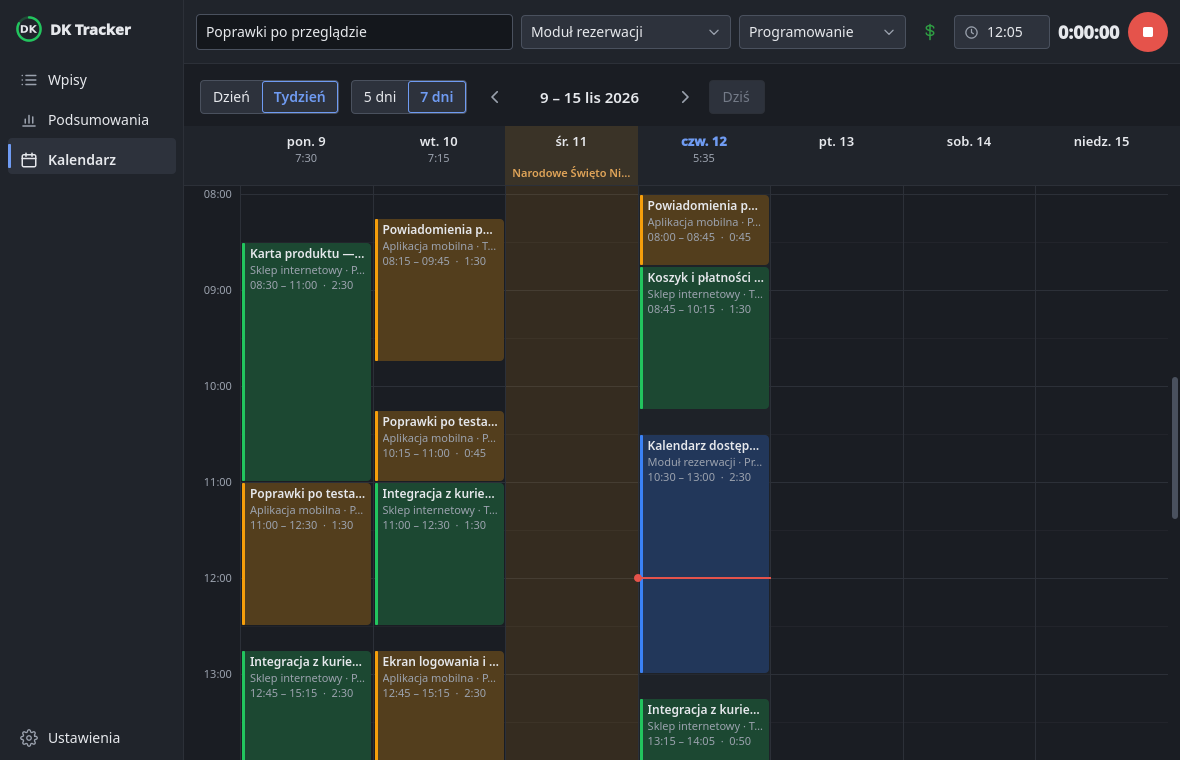 DK DK Tracker
Wpisy
Podsumowania
Kalendarz
Ustawienia
Poprawki po przeglądzie
Moduł rezerwacji
Programowanie
$
12:05
0:00:00
Dzień
Tydzień
5 dni
7 dni
9 – 15 lis 2026
Dziś
pon. 9
7:30
wt. 10
7:15
śr. 11
Narodowe Święto Ni...
czw. 12
5:35
pt. 13
sob. 14
niedz. 15
08:00
09:00
10:00
11:00
12:00
13:00
Karta produktu —...
Sklep internetowy · P...
08:30 – 11:00 · 2:30
Poprawki po testa...
Aplikacja mobilna · P...
11:00 – 12:30 · 1:30
Integracja z kurie...
Sklep internetowy · P...
12:45 – 15:15 · 2:30
Powiadomienia p...
Aplikacja mobilna · T...
08:15 – 09:45 · 1:30
Poprawki po testa...
Aplikacja mobilna · P...
10:15 – 11:00 · 0:45
Integracja z kurie...
Sklep internetowy · T...
11:00 – 12:30 · 1:30
Ekran logowania i ...
Aplikacja mobilna · P...
12:45 – 15:15 · 2:30
Powiadomienia p...
Aplikacja mobilna · P...
08:00 – 08:45 · 0:45
Koszyk i płatności ...
Sklep internetowy · T...
08:45 – 10:15 · 1:30
Kalendarz dostęp...
Moduł rezerwacji · Pr...
10:30 – 13:00 · 2:30
Integracja z kurie...
Sklep internetowy · T...
13:15 – 14:05 · 0:50